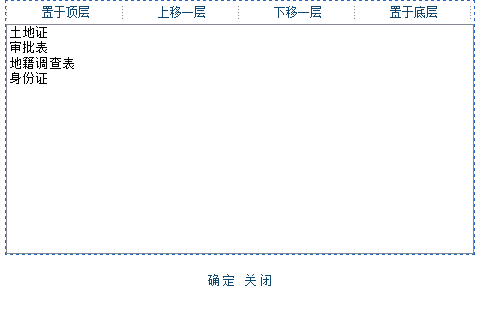 置于顶层 上移一层 下移一层 置于底层
土地证
审批表
地籍调查表
身份证
确定 关闭